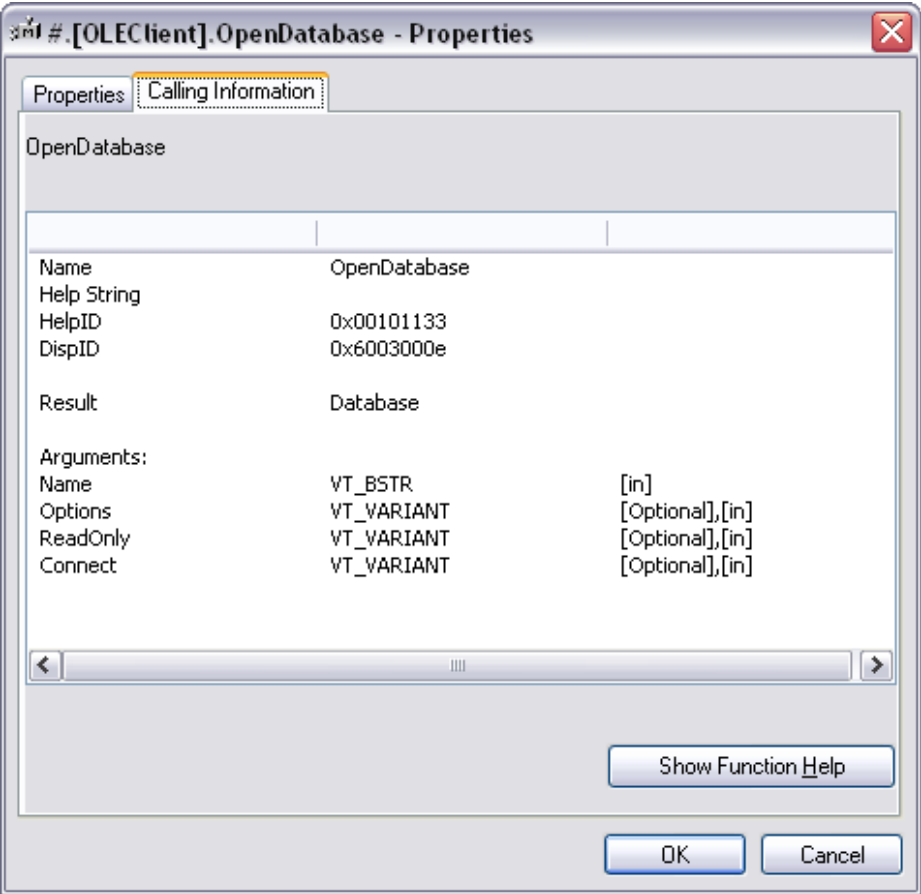 #.[OLEClient].OpenDatabase - Properties
Properties Calling Information
OpenDatabase
Name OpenDatabase
Help String
HelpID 0x00101133
DispID 0x6003000e
Result Database
Arguments:
Name VT_BSTR [in]
Options VT_VARIANT [Optional],[in]
ReadOnly VT_VARIANT [Optional],[in]
Connect VT_VARIANT [Optional],[in]
Show Function Help
OK Cancel